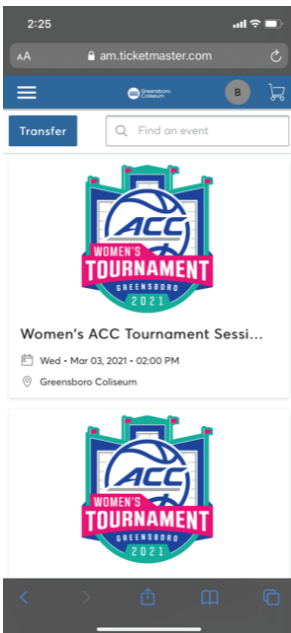 2:25
AA am.ticketmaster.com
Greensboro
Coliseum
B
Transfer
Find an event
ACC
WOMEN'S
TOURNAMENT
GREENSBORO
2021
Women's ACC Tournament Sessi...
Wed • Mar 03, 2021 • 02:00 PM
Greensboro Coliseum
ACC
WOMEN'S
TOURNAMENT
GREENSBORO
2021